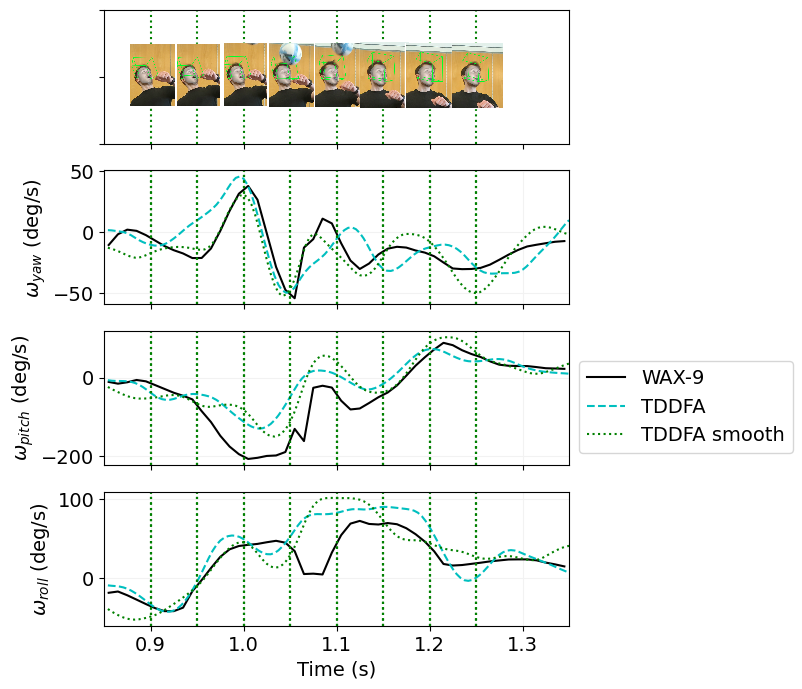 50
0
−50
ω_yaw (deg/s)
0
−200
ω_pitch (deg/s)
WAX-9
TDDFA
TDDFA smooth
100
0
ω_roll (deg/s)
0.9 1.0 1.1 1.2 1.3
Time (s)